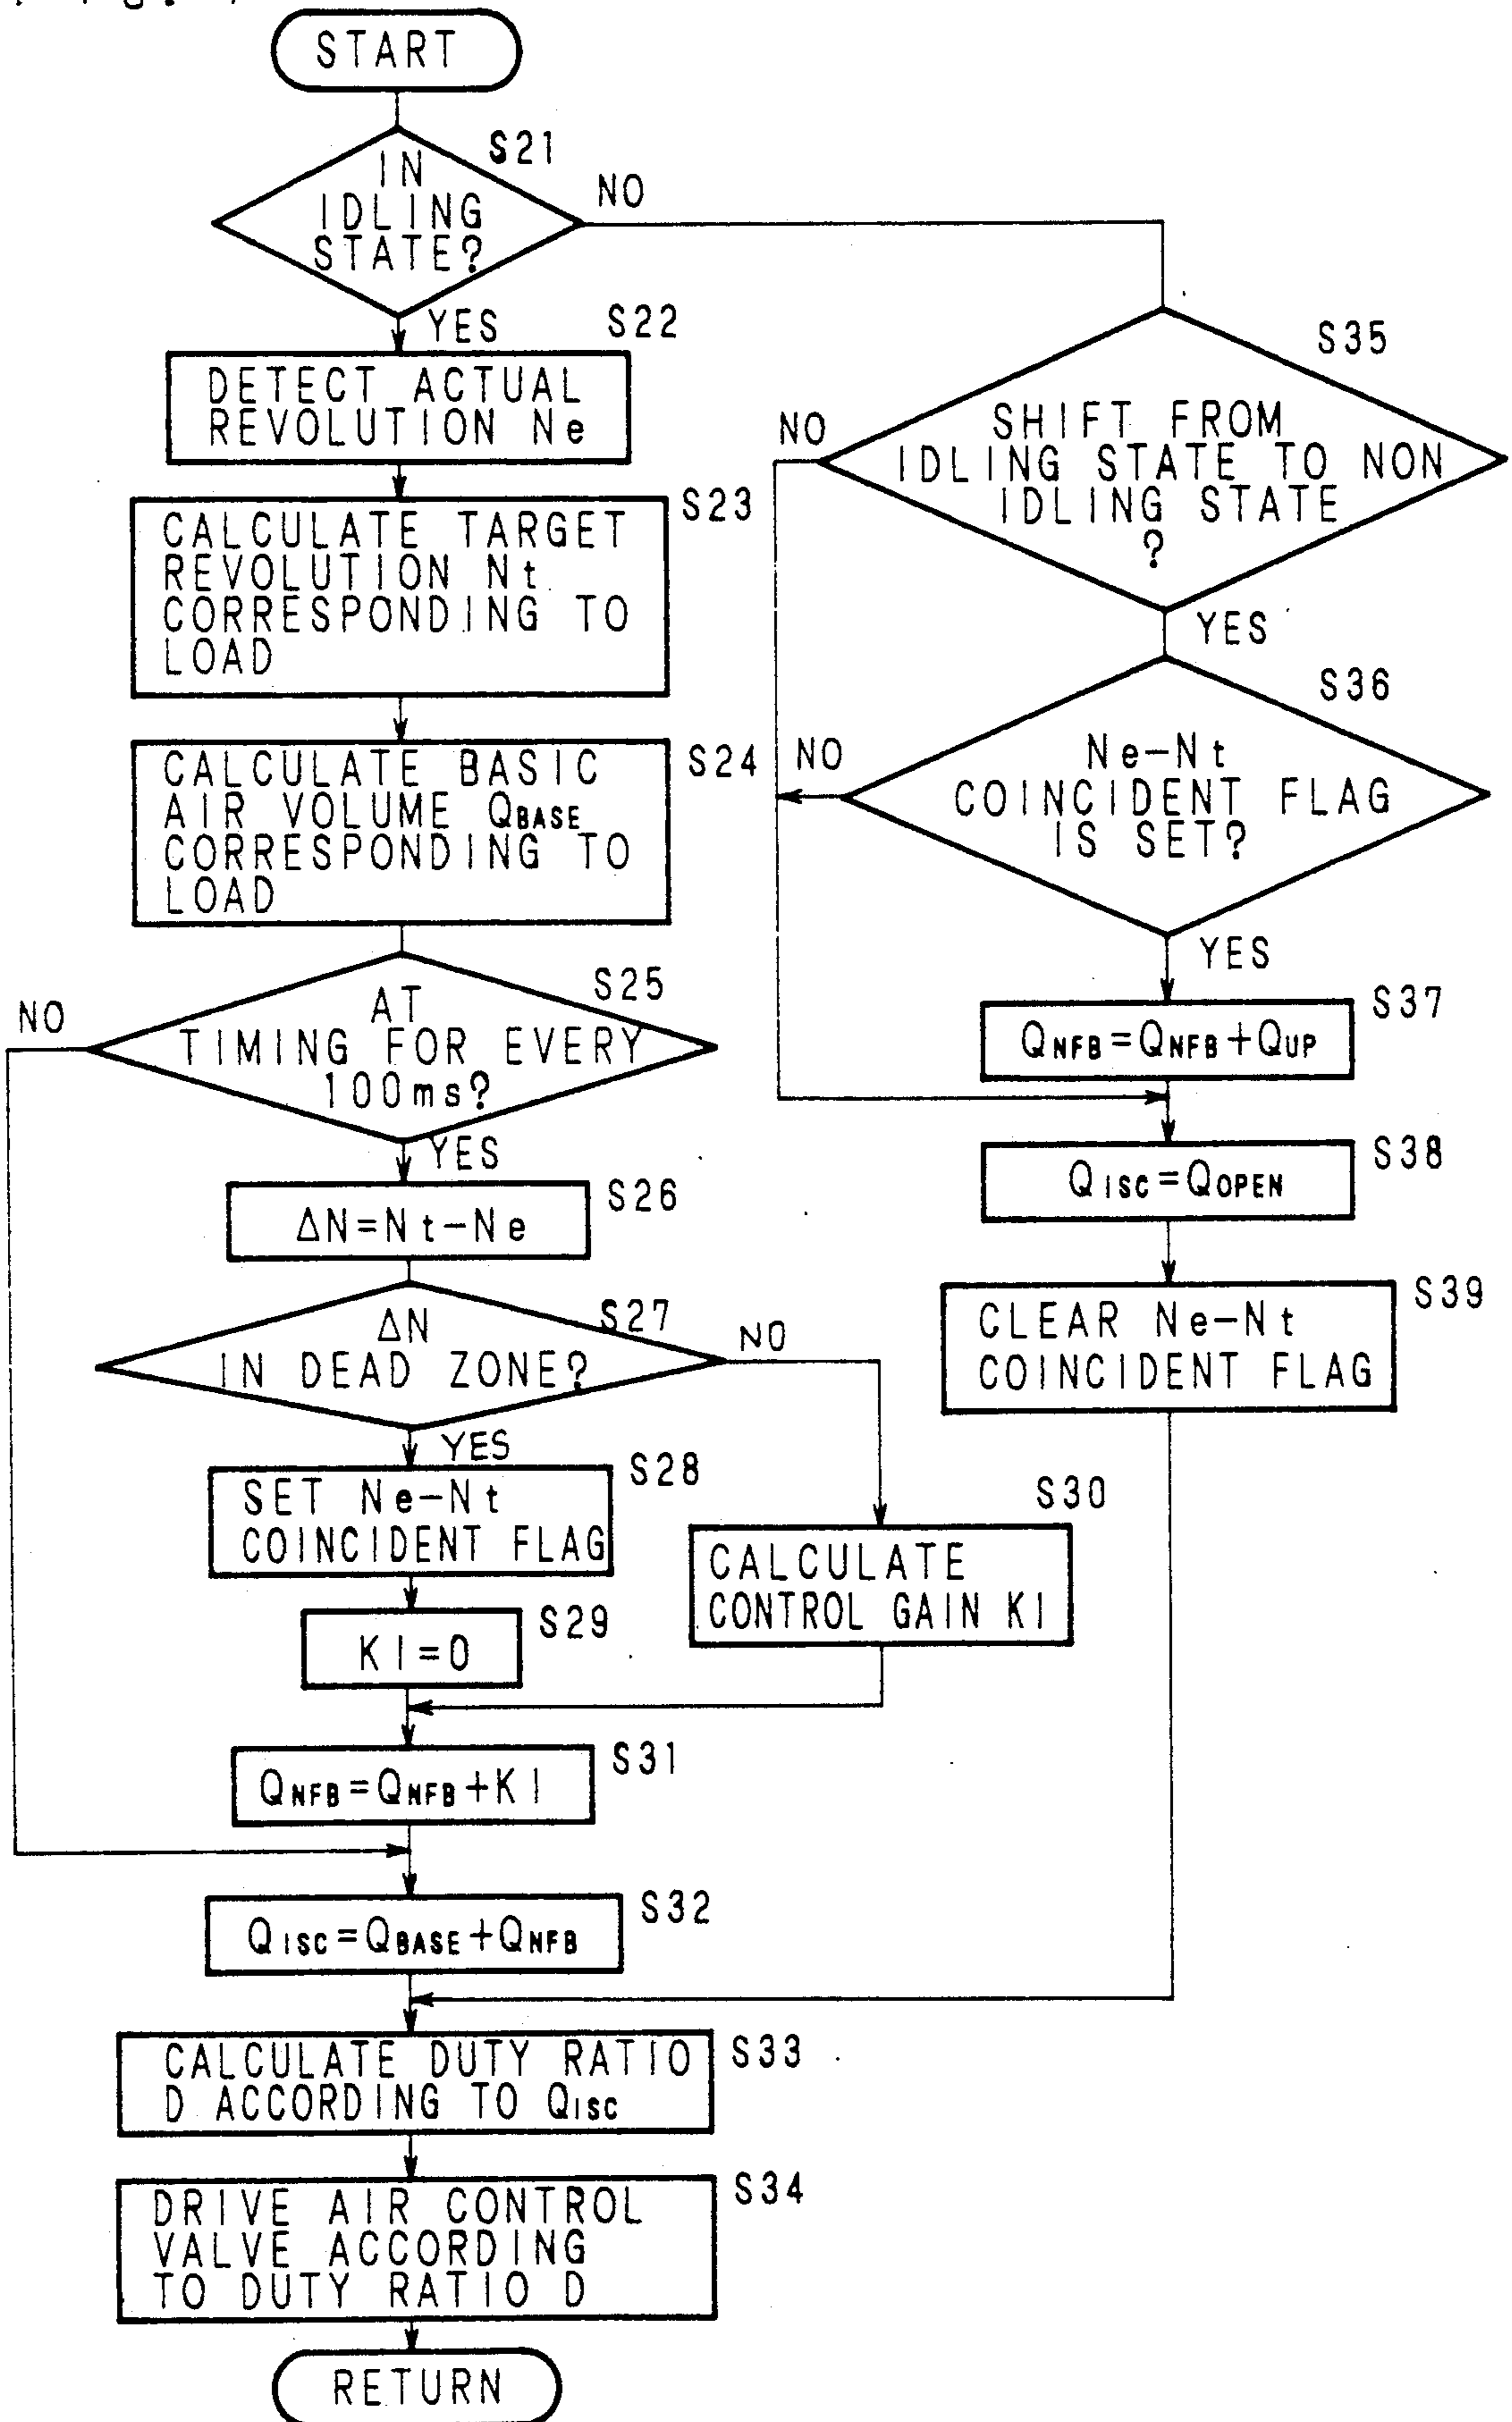 START
S21
IN
IDLING
STATE?
NO
YES
S22
DETECT ACTUAL
REVOLUTION Ne
S23
CALCULATE TARGET
REVOLUTION Nt
CORRESPONDING TO
LOAD
S24
CALCULATE BASIC
AIR VOLUME QBASE
CORRESPONDING TO
LOAD
S25
AT
TIMING FOR EVERY
100ms?
NO
YES
S26
ΔN=Nt-Ne
S27
ΔN
IN DEAD ZONE?
NO
YES
S28
SET Ne-Nt
COINCIDENT FLAG
S29
KI=0
S30
CALCULATE
CONTROL GAIN KI
S31
QNFB=QNFB+KI
S32
QISC=QBASE+QNFB
S33
CALCULATE DUTY RATIO
D ACCORDING TO QISC
S34
DRIVE AIR CONTROL
VALVE ACCORDING
TO DUTY RATIO D
RETURN
S35
SHIFT FROM
IDLING STATE TO NON
IDLING STATE
?
NO
YES
S36
Ne-Nt
COINCIDENT FLAG
IS SET?
NO
YES
S37
QNFB=QNFB+QUP
S38
QISC=QOPEN
S39
CLEAR Ne-Nt
COINCIDENT FLAG